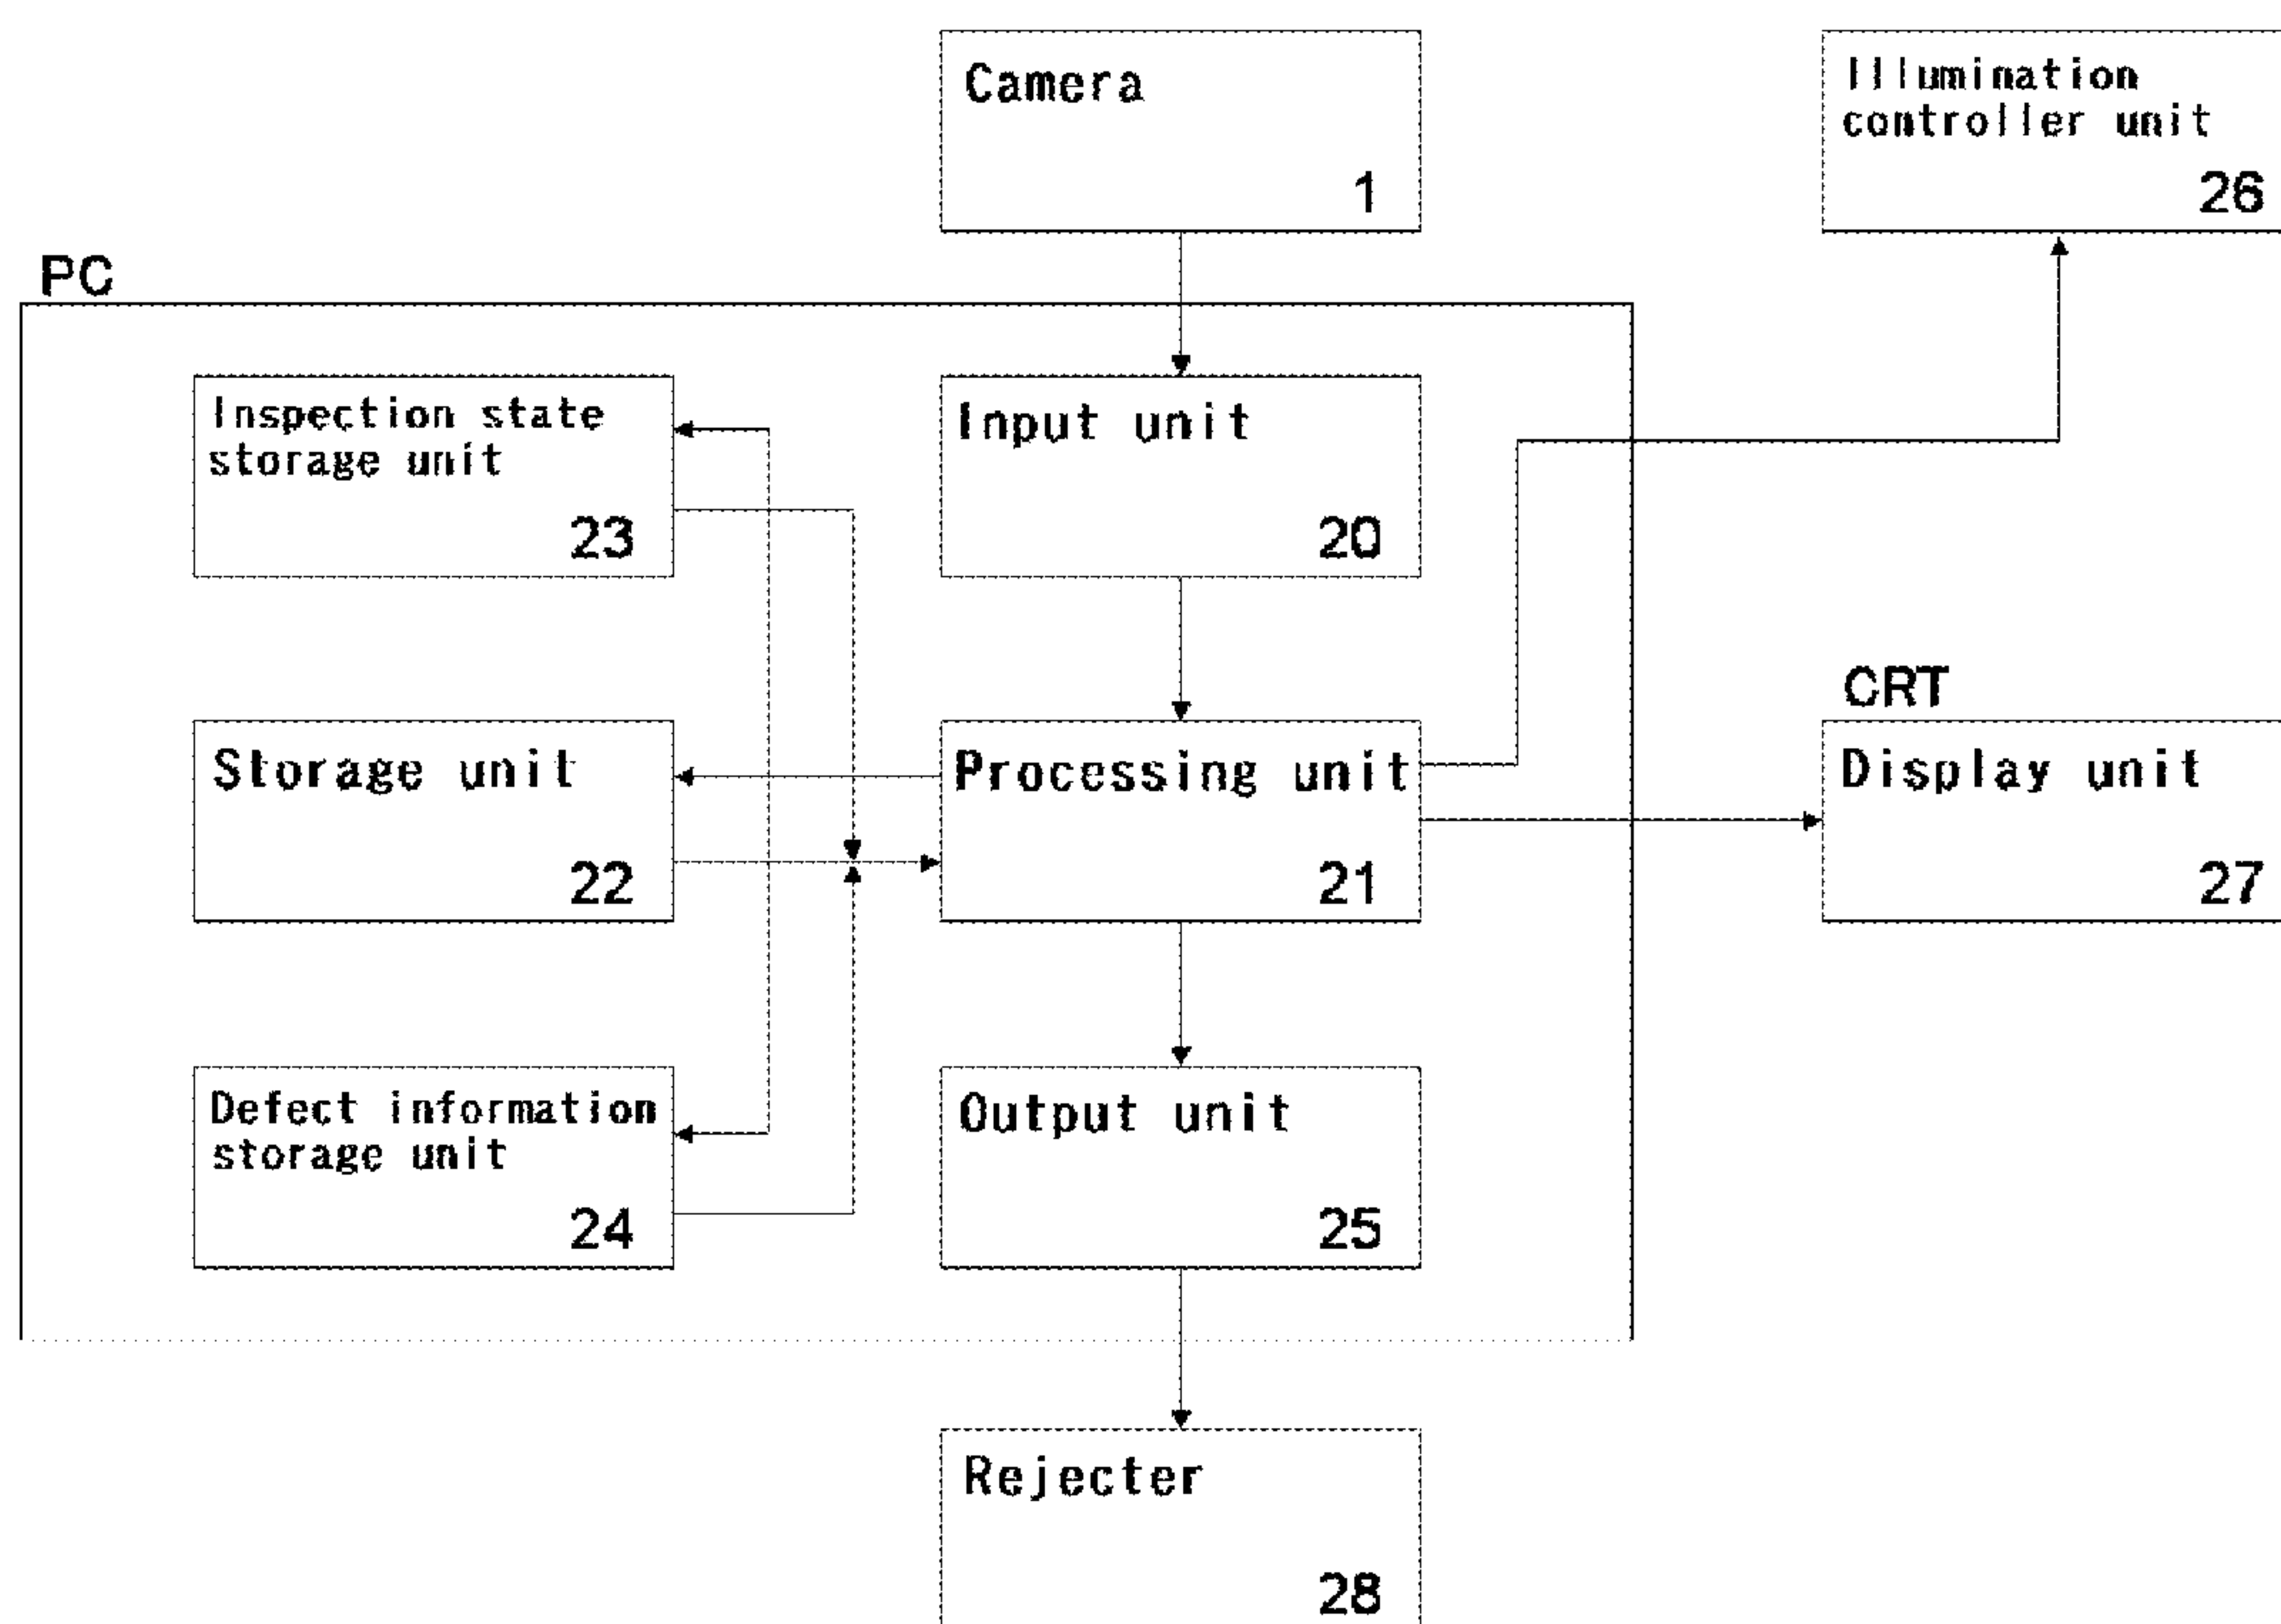 Camera
1
Illumination
controller unit
26
PC
Inspection state
storage unit
23
Input unit
20
CRT
Storage unit
22
Processing unit
21
Display unit
27
Defect information
storage unit
24
Output unit
25
Rejecter
28